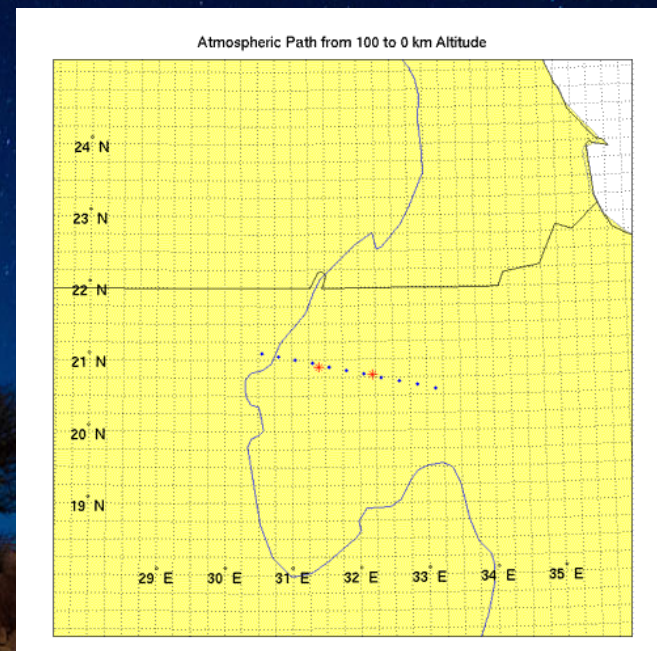 Atmospheric Path from 100 to 0 km Altitude
24° N
23° N
22° N
21° N
20° N
19° N
29° E 30° E 31° E 32° E 33° E 34° E 35° E